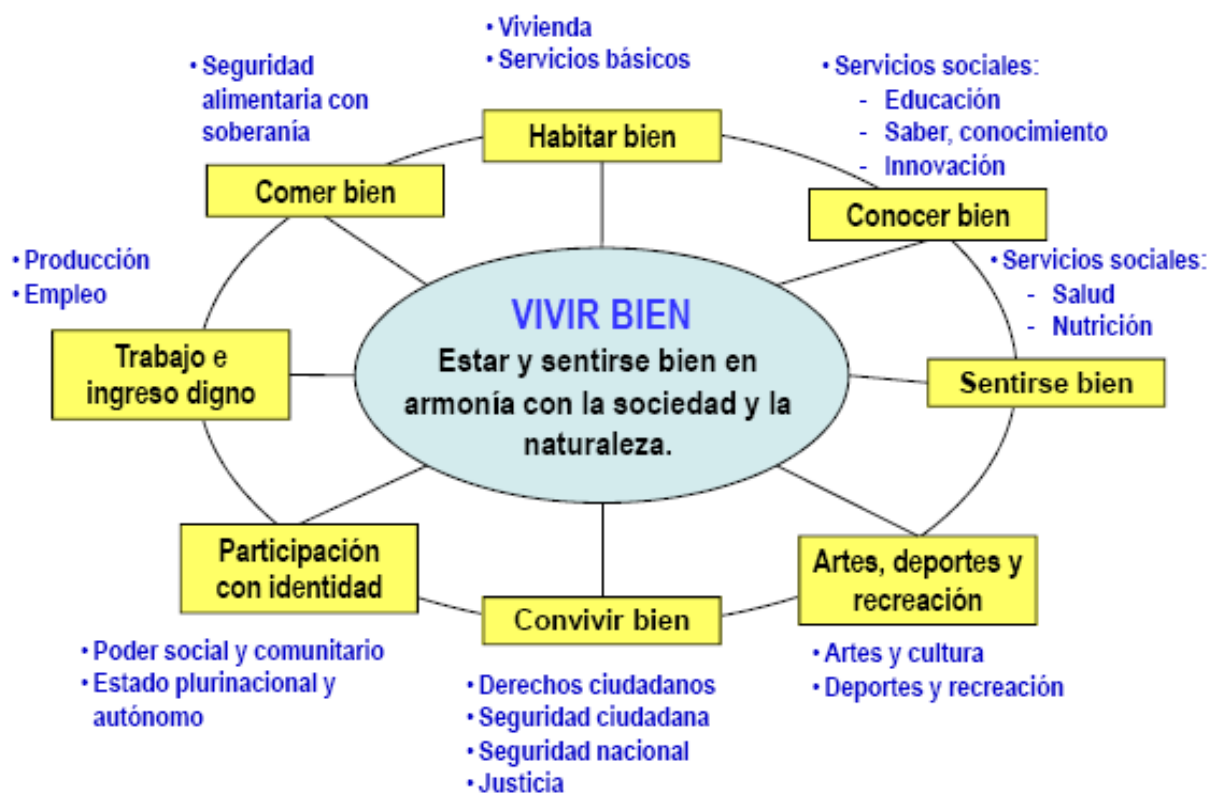 • Vivienda
• Servicios básicos
Habitar bien
• Servicios sociales:
- Educación
- Saber, conocimiento
- Innovación
Conocer bien
• Servicios sociales:
- Salud
- Nutrición
Sentirse bien
Artes, deportes y
recreación
• Artes y cultura
• Deportes y recreación
Convivir bien
• Derechos ciudadanos
• Seguridad ciudadana
• Seguridad nacional
• Justicia
Participación
con identidad
• Poder social y comunitario
• Estado plurinacional y
autónomo
• Producción
• Empleo
Trabajo e
ingreso digno
• Seguridad
alimentaria con
soberanía
Comer bien
VIVIR BIEN
Estar y sentirse bien en
armonía con la sociedad y la
naturaleza.